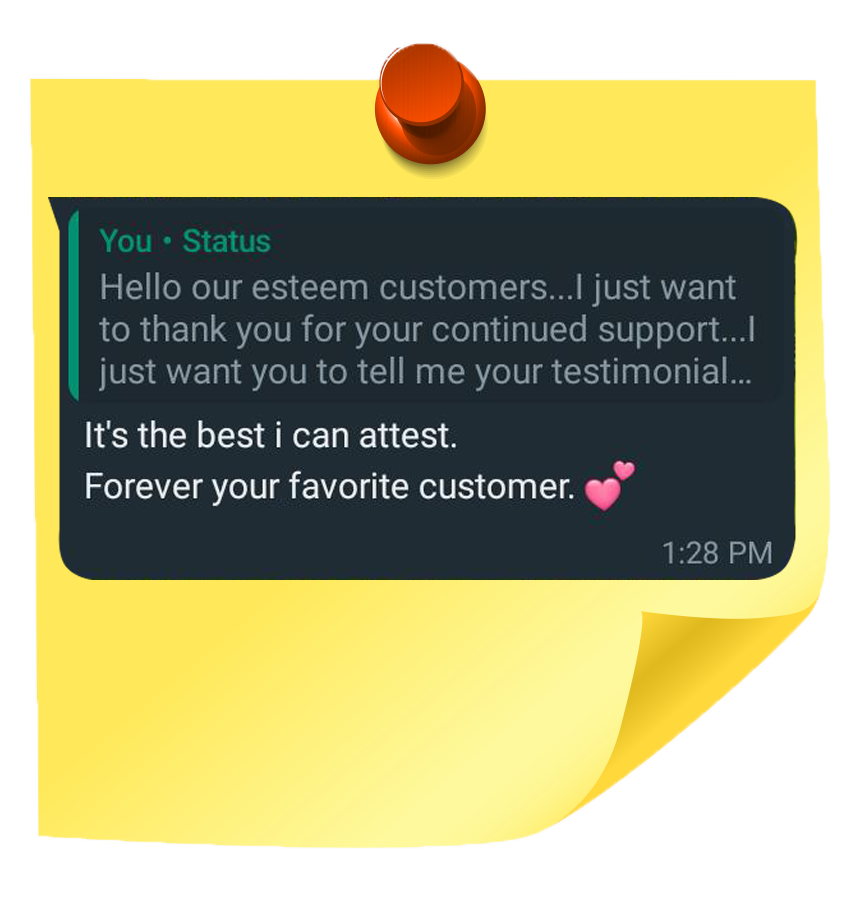 You • Status
Hello our esteem customers...I just want
to thank you for your continued support...I
just want you to tell me your testimonial...
It's the best i can attest.
Forever your favorite customer. 💕
1:28 PM